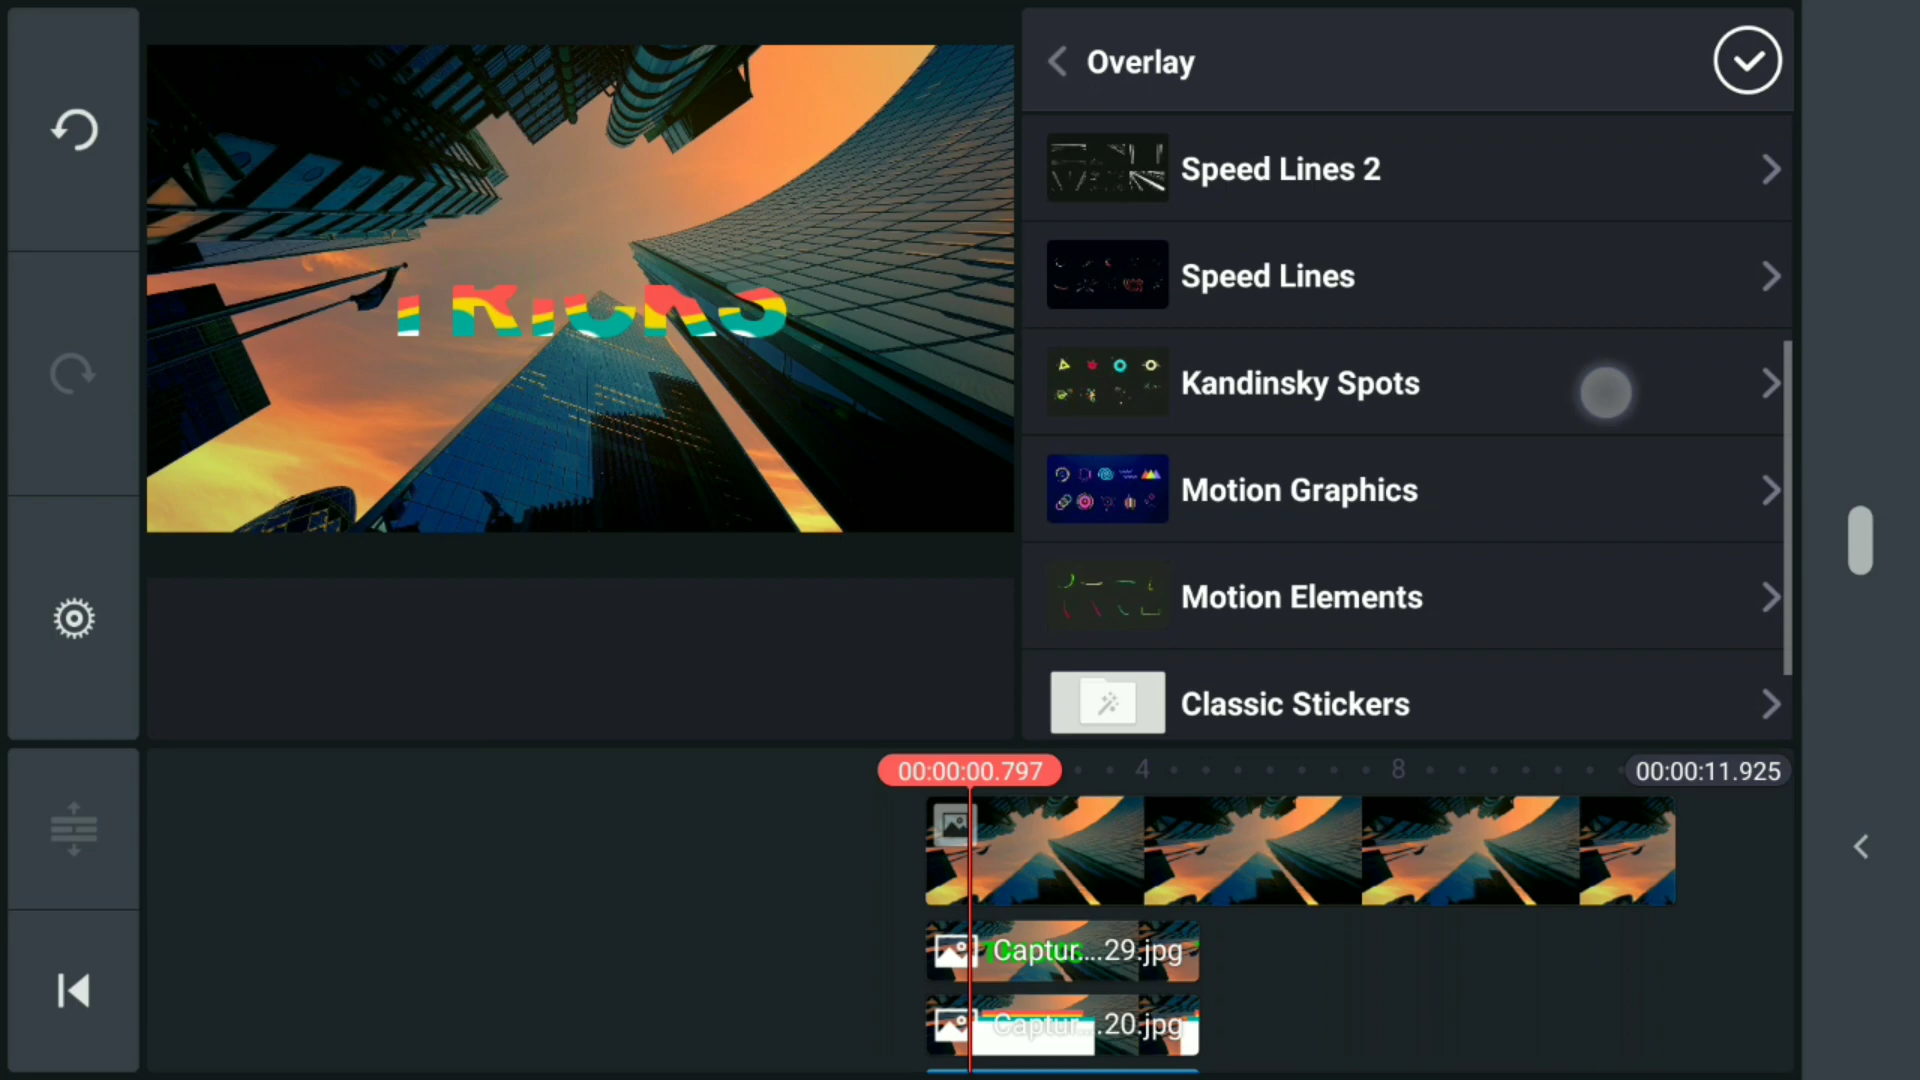 Overlay
Speed Lines 2
Speed Lines
TRICKS
Kandinsky Spots
Motion Graphics
Motion Elements
Classic Stickers
00:00:00.797
4
8
00:00:11.925
Captur...29.jpg
Captur...20.jpg